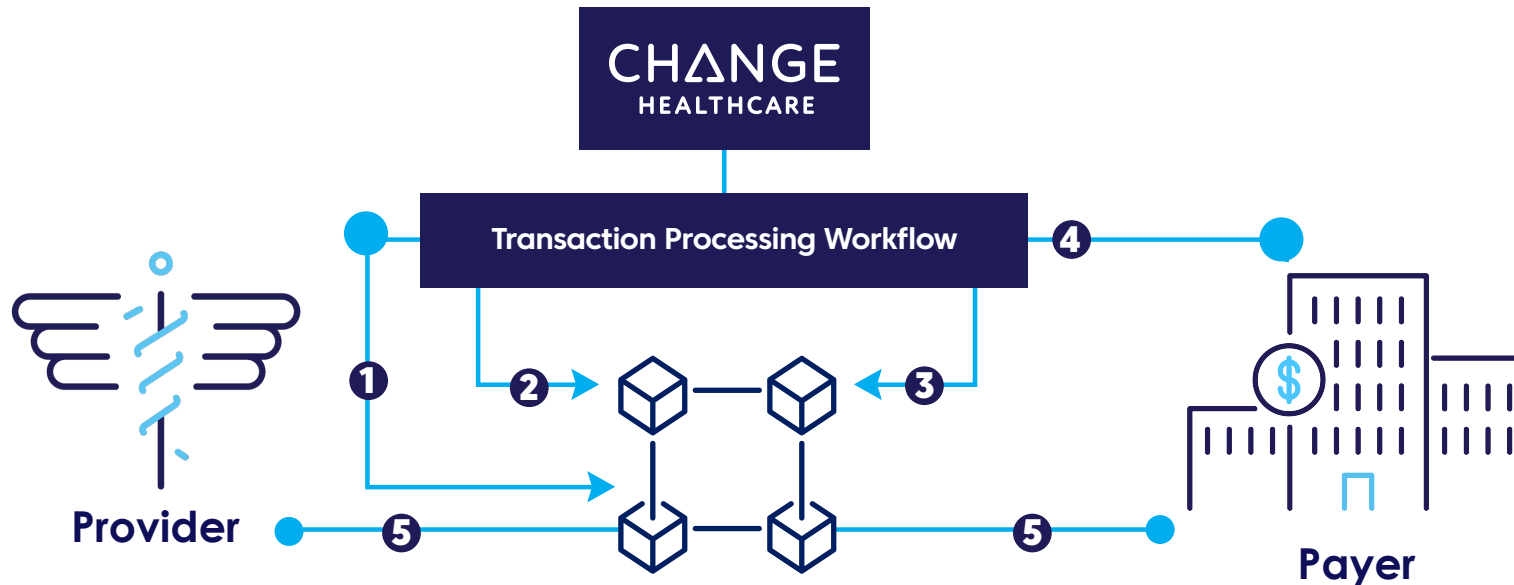 CHANGE
HEALTHCARE
Transaction Processing Workflow
4
1
2
3
$
Provider
5
5
Payer